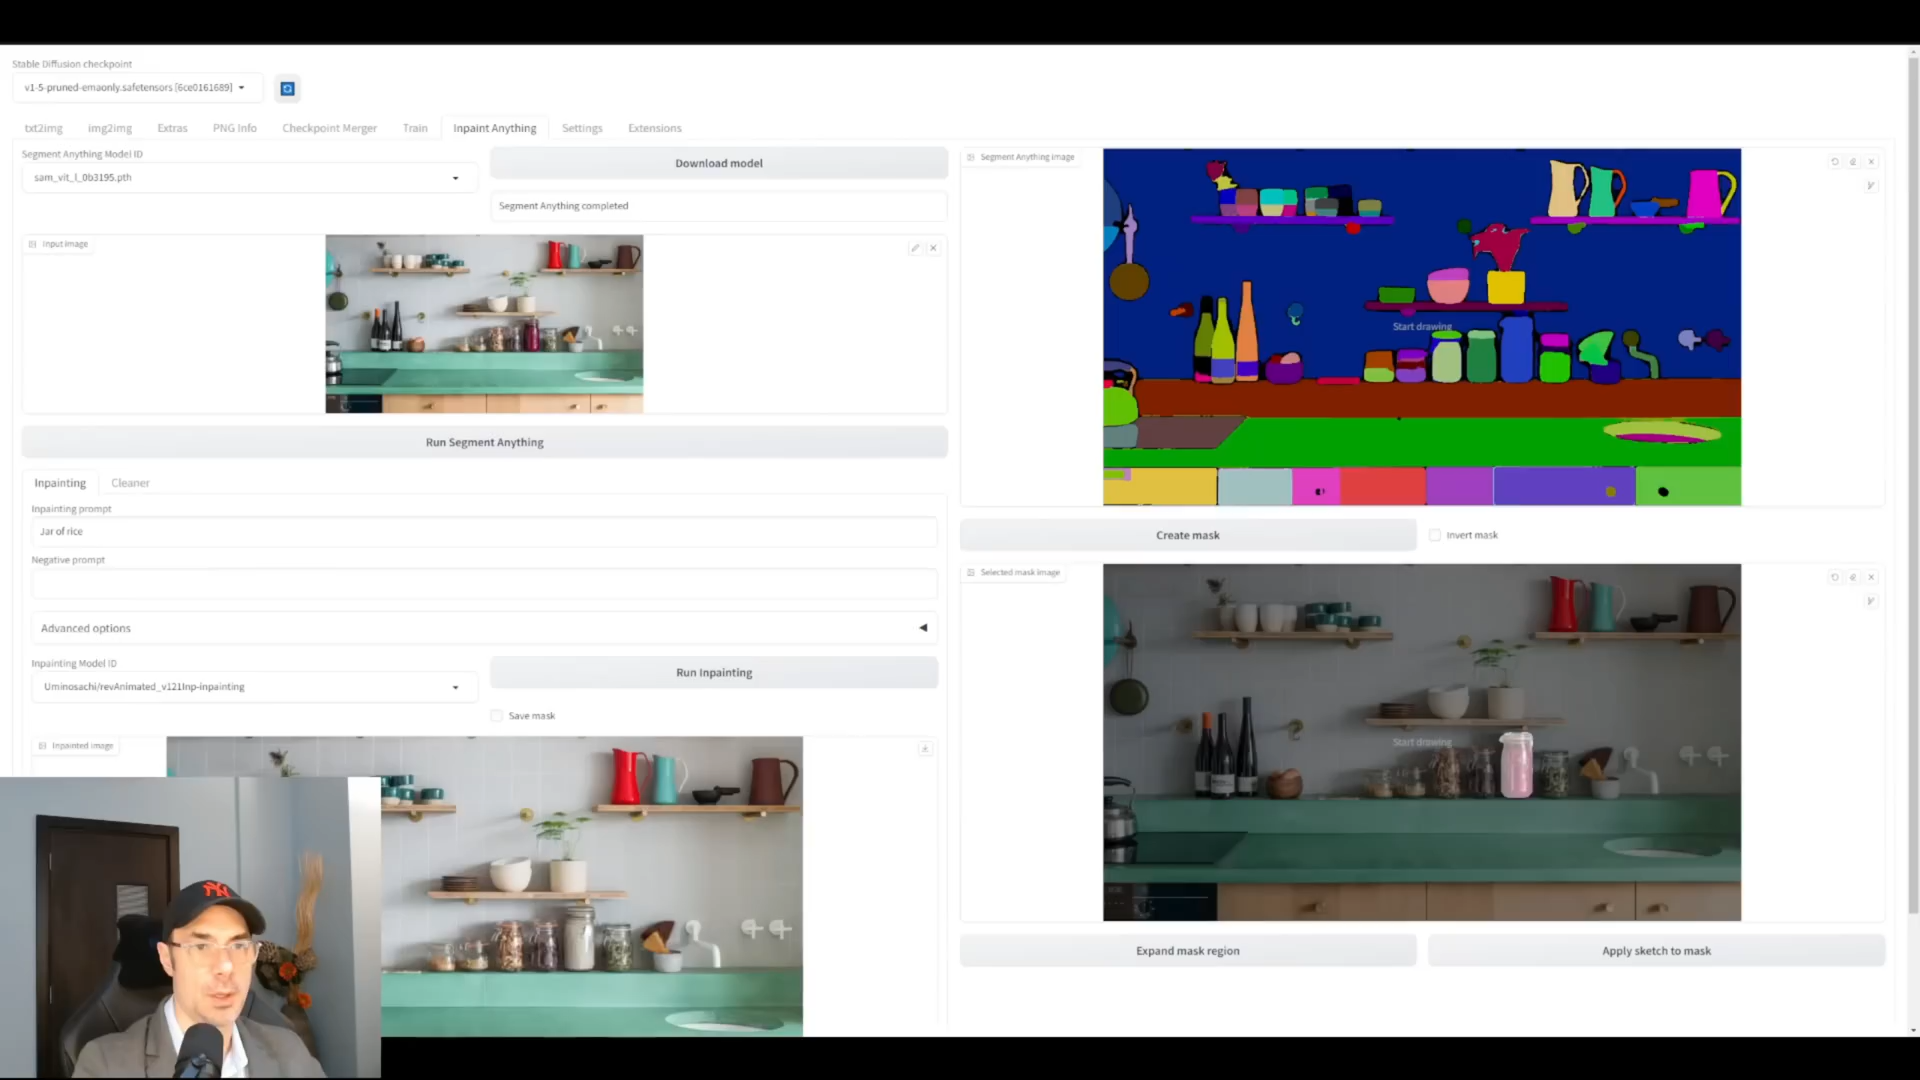 Stable Diffusion checkpoint
v1-5-pruned-emaonly.safetensors [6ce0161689]
txt2img img2img Extras PNG Info Checkpoint Merger Train Inpaint Anything Settings Extensions
Segment Anything Model ID
sam_vit_l_0b3195.pth
Download model
Segment Anything completed
Input image
Run Segment Anything
Inpainting Cleaner
Inpainting prompt
Jar of rice
Negative prompt
Advanced options
Inpainting Model ID
Uminosachi/revAnimated_v121Inp-inpainting
Run Inpainting
Save mask
Inpainted image
Segment Anything image
Start drawing
Create mask
Invert mask
Selected mask image
Start drawing
Expand mask region
Apply sketch to mask